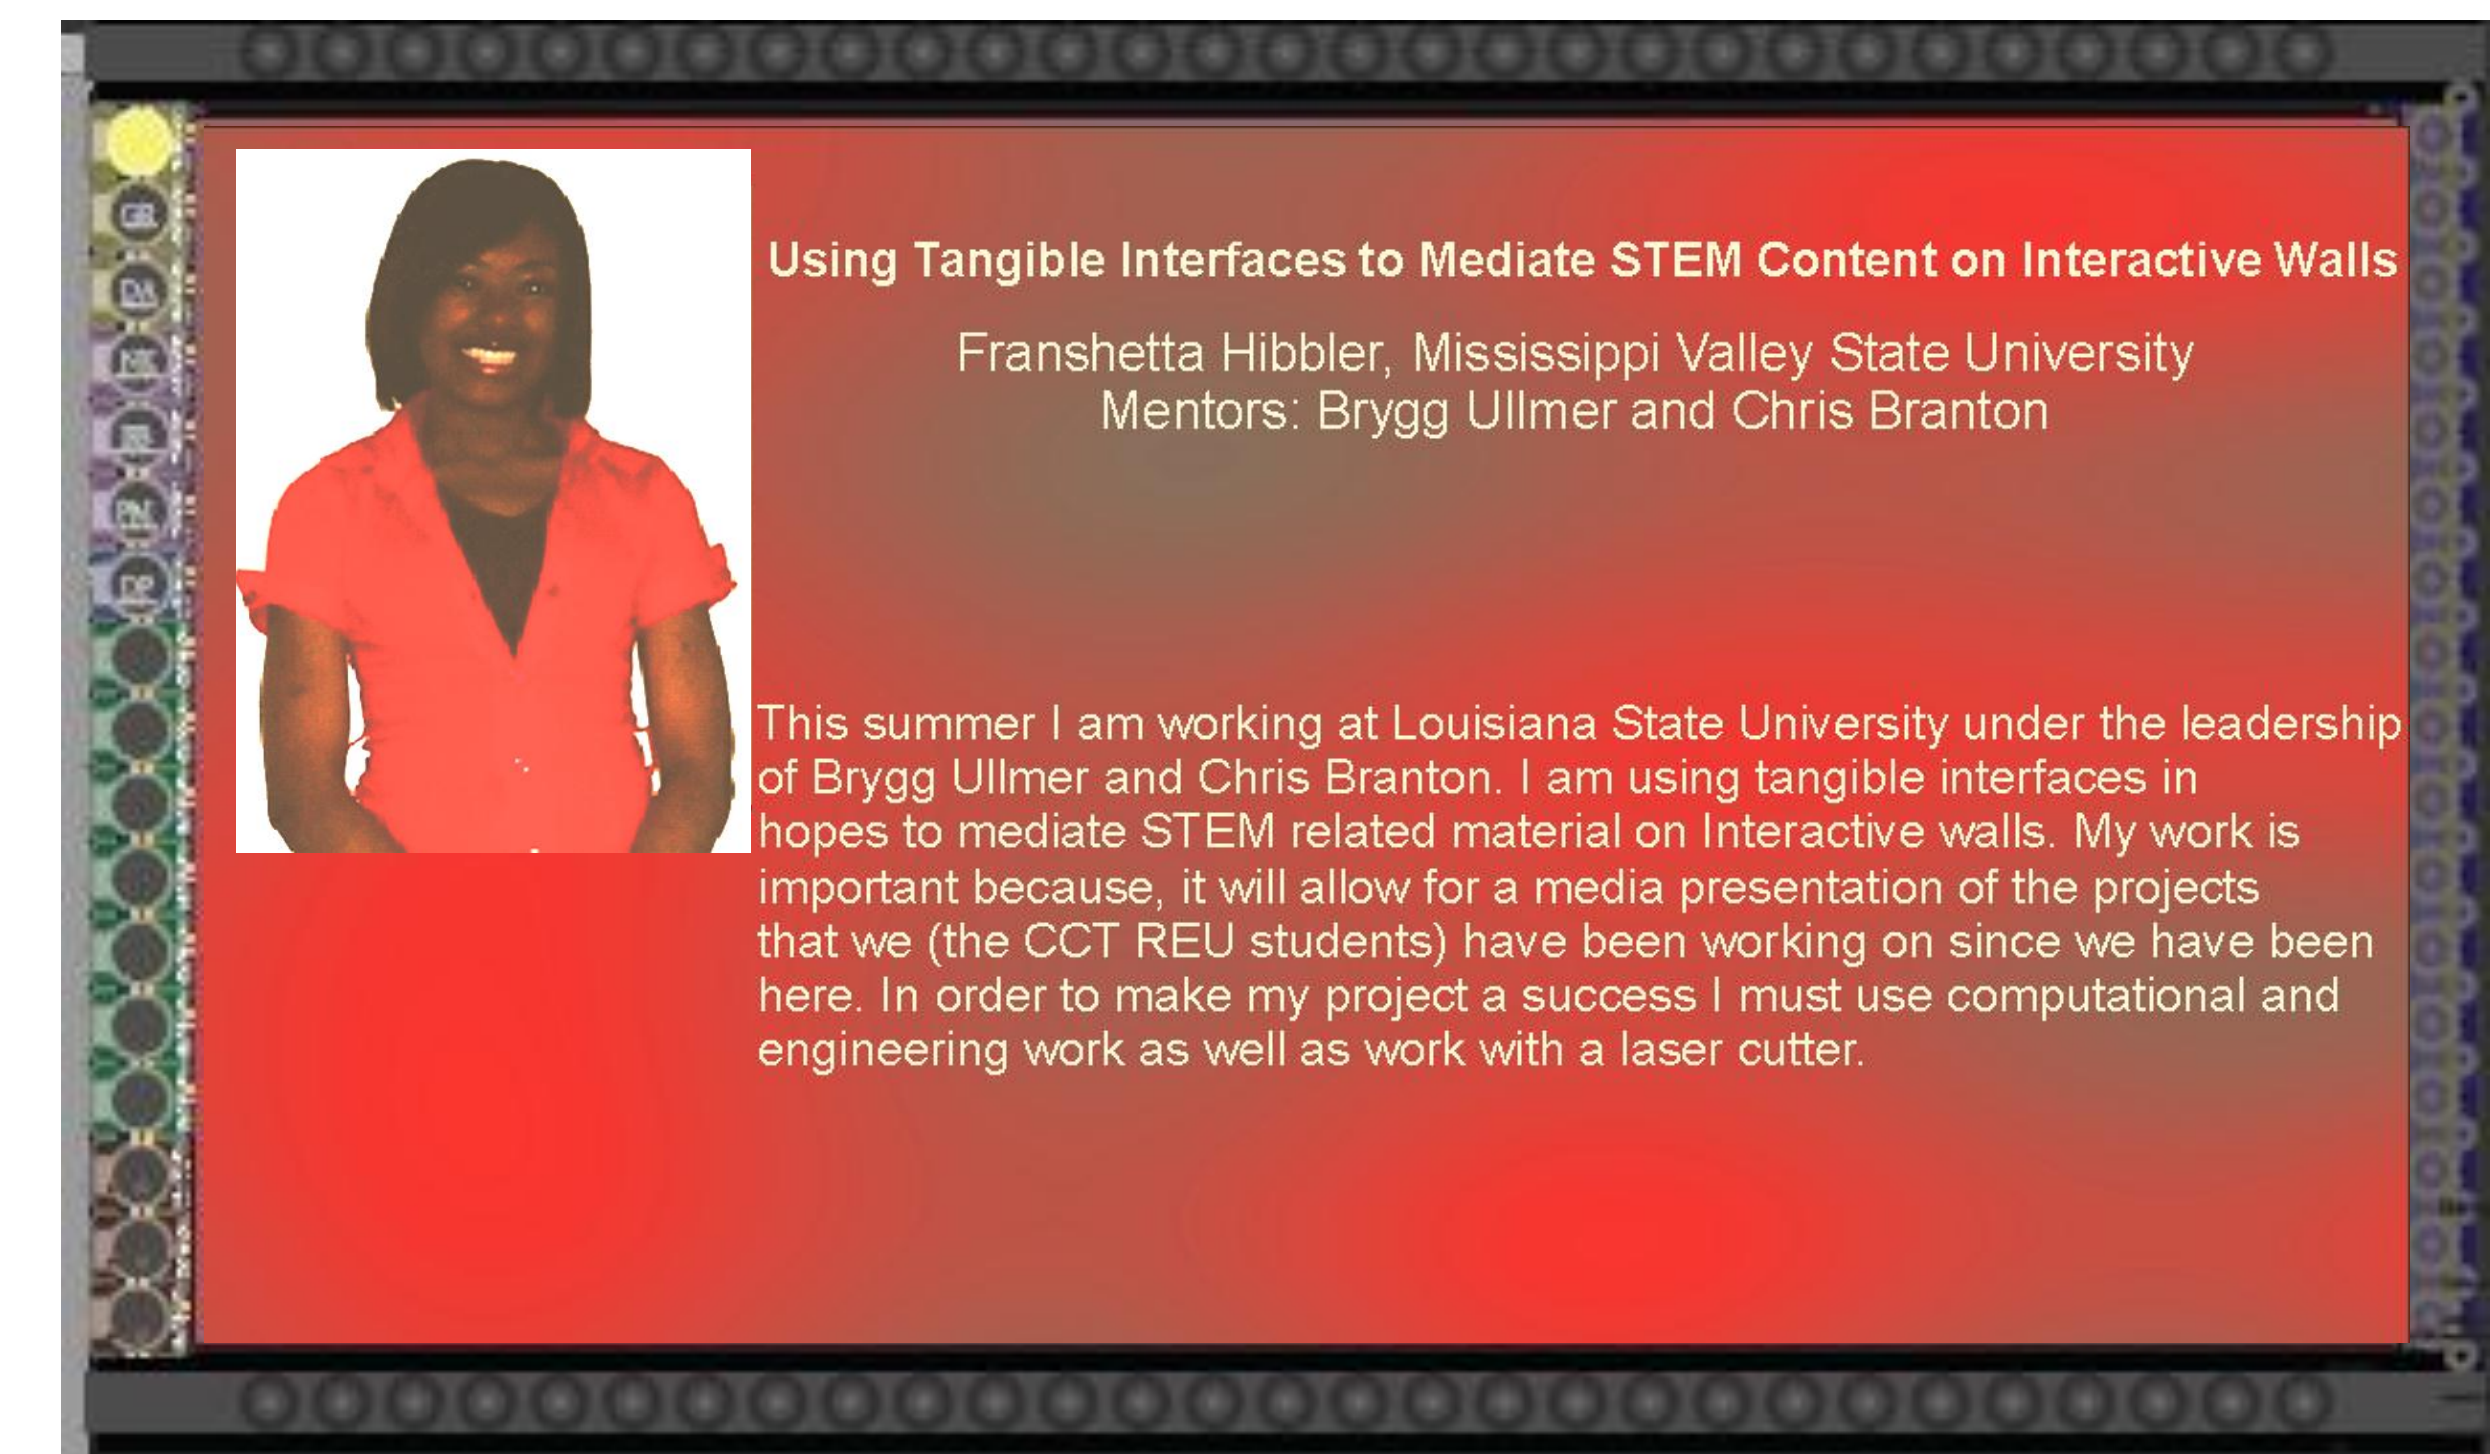 GR
DA
Using Tangible Interfaces to Mediate STEM Content on Interactive Walls
Franshetta Hibbler, Mississippi Valley State University
Mentors: Brygg Ullmer and Chris Branton
This summer I am working at Louisiana State University under the leadership
of Brygg Ullmer and Chris Branton. I am using tangible interfaces in
hopes to mediate STEM related material on Interactive walls. My work is
important because, it will allow for a media presentation of the projects
that we (the CCT REU students) have been working on since we have been
here. In order to make my project a success I must use computational and
engineering work as well as work with a laser cutter.